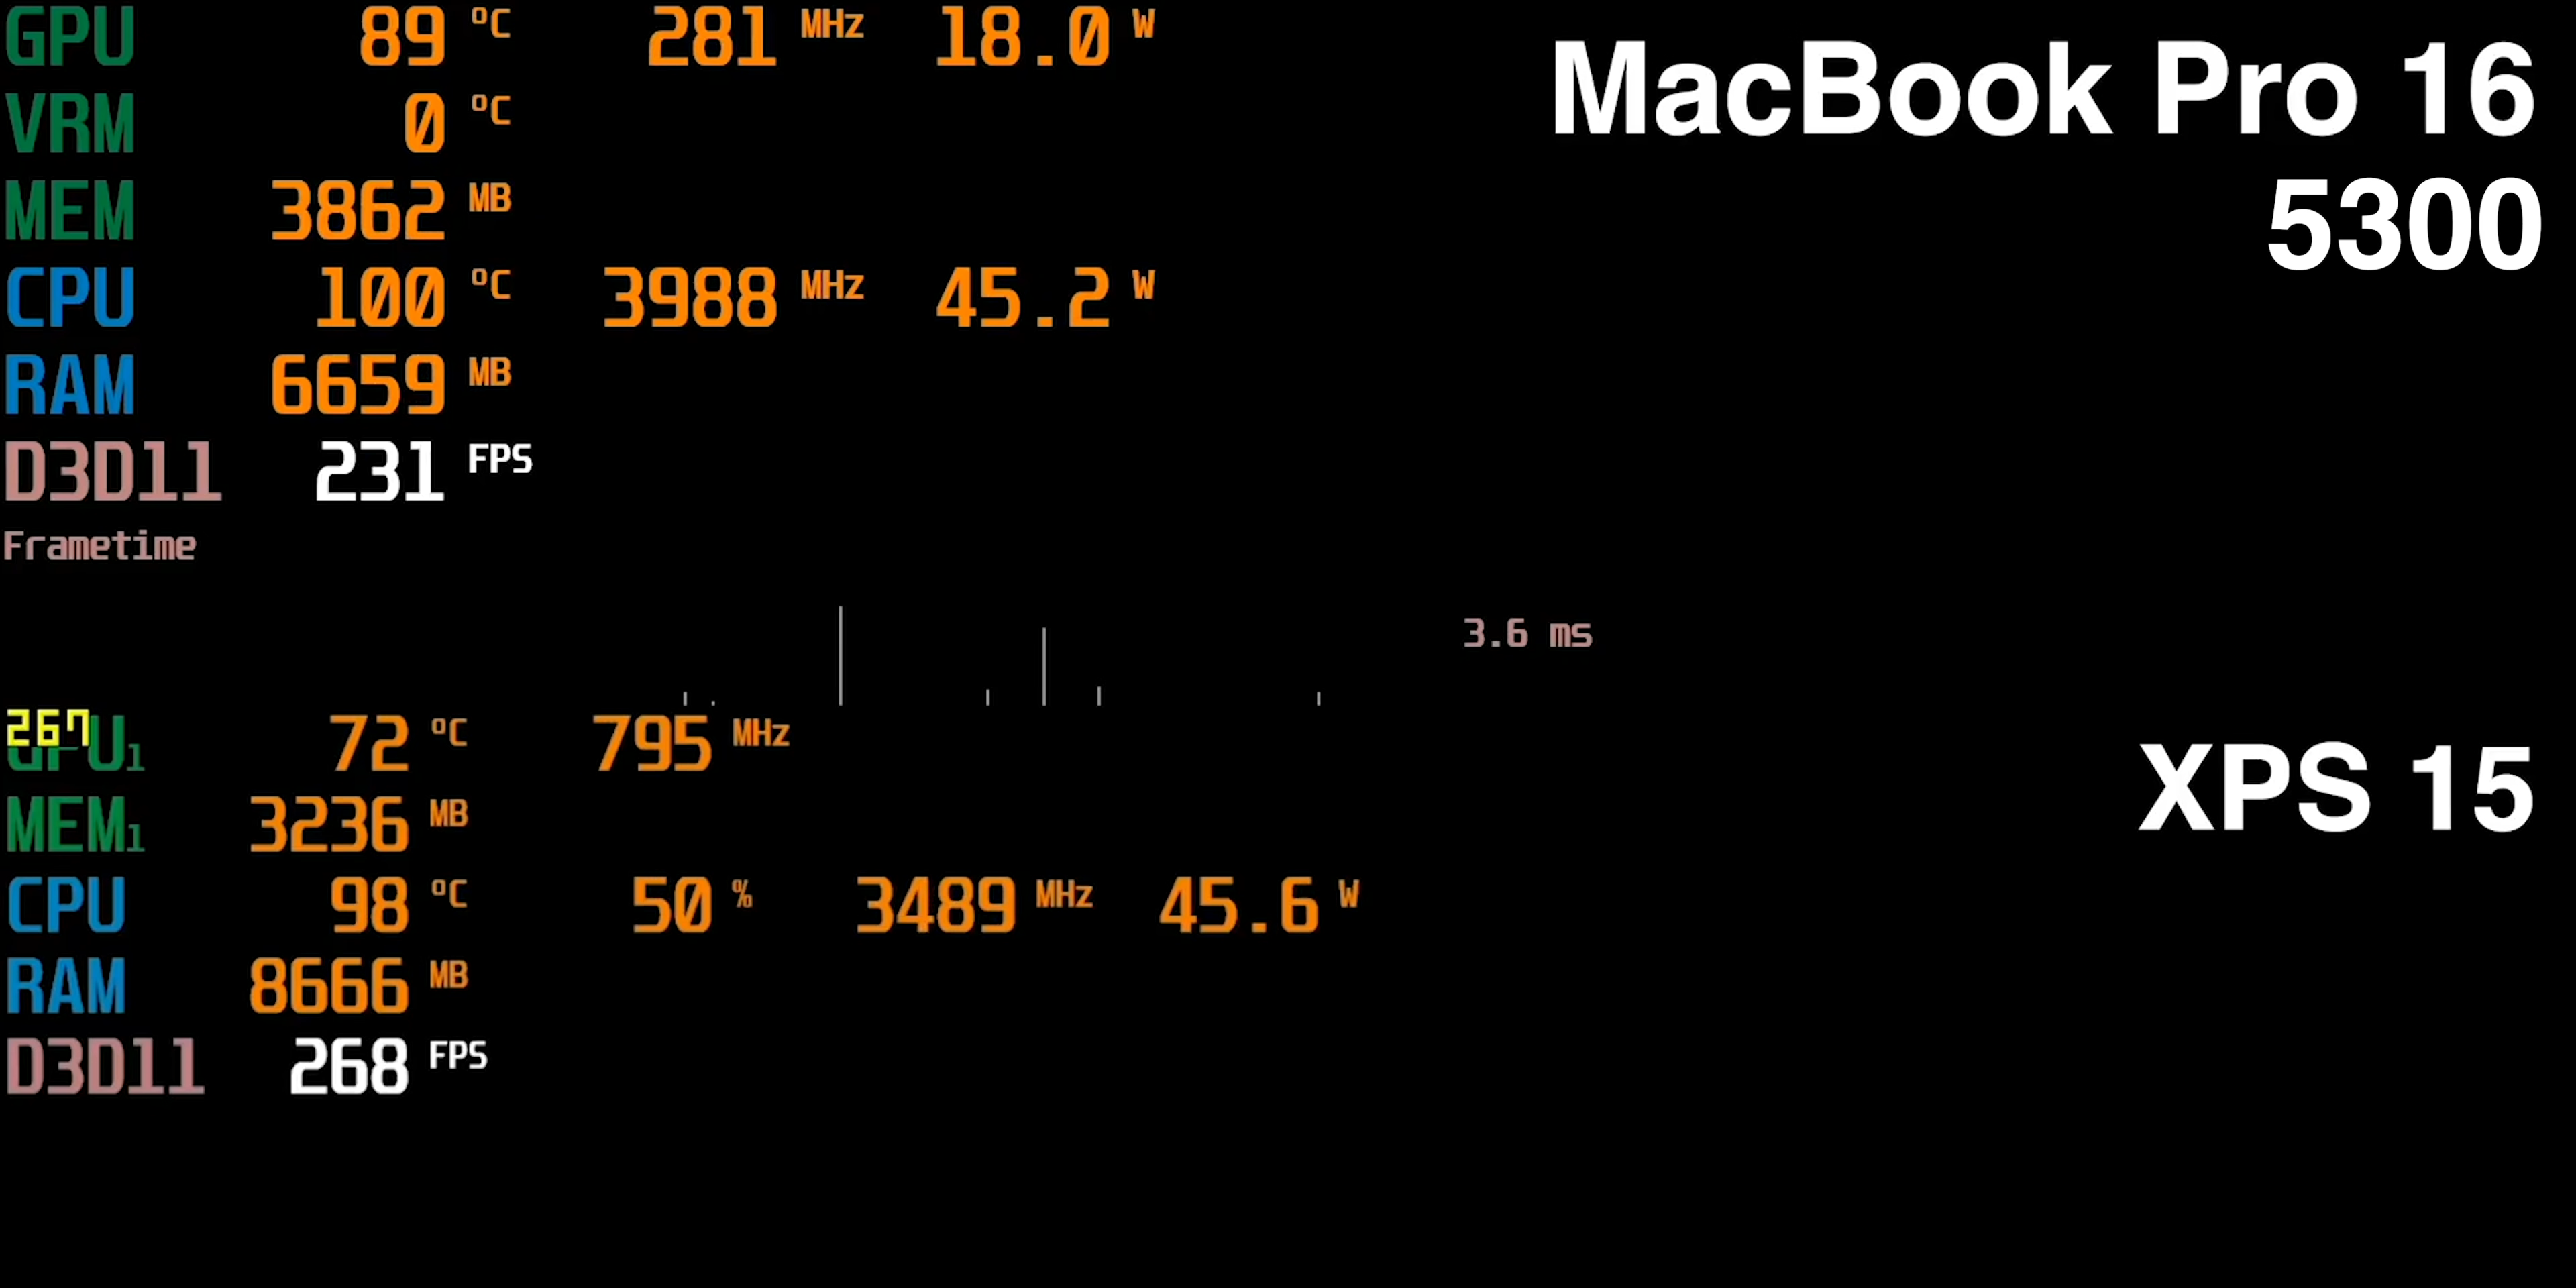 GPU 89 °C 281 MHz 18.0 W
MacBook Pro 16
VRM 0 °C
MEM 3862 MB
5300
CPU 100 °C 3988 MHz 45.2 W
RAM 6659 MB
D3D11 231 FPS
Frametime
3.6 ms
267
GPU1 72 °C 795 MHz
XPS 15
MEM1 3236 MB
CPU 98 °C 50 % 3489 MHz 45.6 W
RAM 8666 MB
D3D11 268 FPS